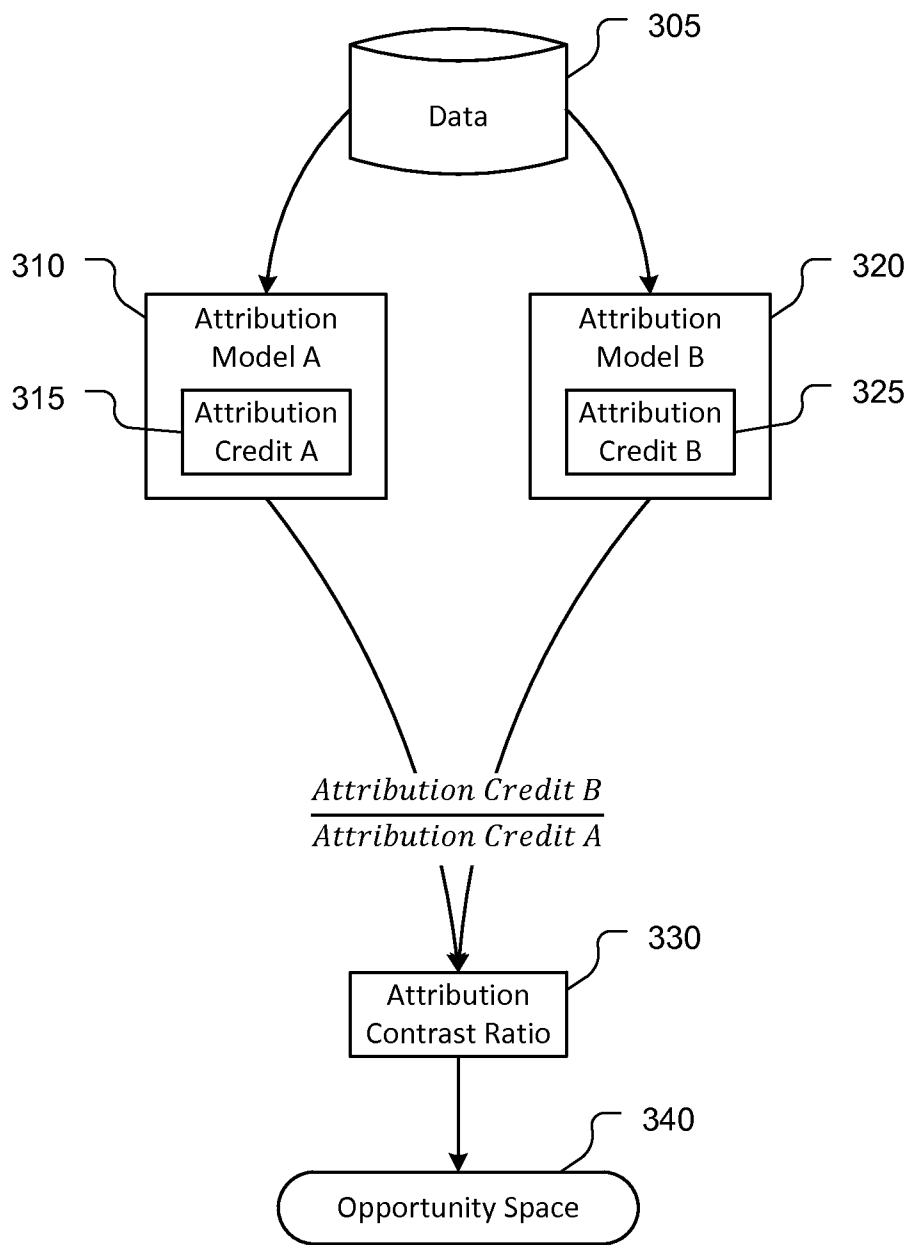 305
Data
310
320
Attribution
Model A
Attribution
Model B
315
325
Attribution
Credit A
Attribution
Credit B
Attribution Credit B
Attribution Credit A
330
Attribution
Contrast Ratio
340
Opportunity Space